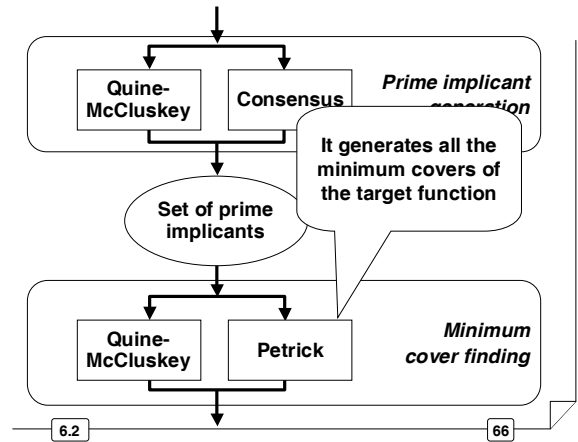 Quine-
McCluskey
Consensus
Prime implicant
generation
It generates all the
minimum covers of
the target function
Set of prime
implicants
Quine-
McCluskey
Petrick
Minimum
cover finding
6.2
66